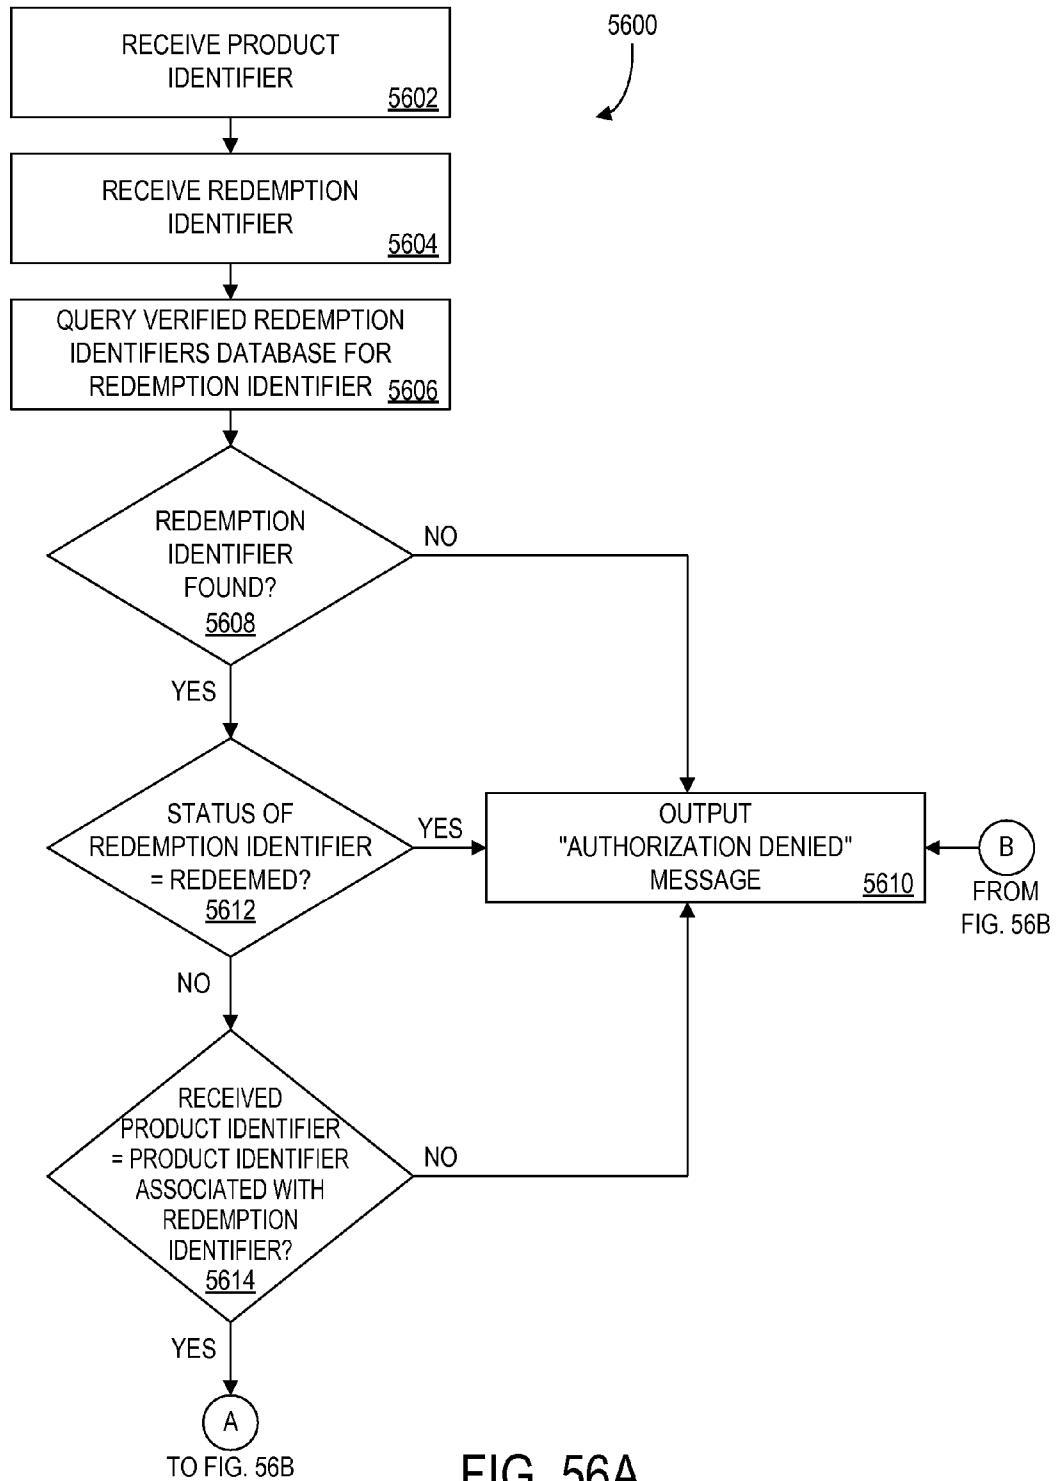 RECEIVE PRODUCT
IDENTIFIER
5602
5600
RECEIVE REDEMPTION
IDENTIFIER
5604
QUERY VERIFIED REDEMPTION
IDENTIFIERS DATABASE FOR
REDEMPTION IDENTIFIER 5606
REDEMPTION
IDENTIFIER
FOUND?
5608
NO
YES
STATUS OF
REDEMPTION IDENTIFIER
= REDEEMED?
5612
YES
OUTPUT
"AUTHORIZATION DENIED"
MESSAGE 5610
B
FROM
FIG. 56B
NO
RECEIVED
PRODUCT IDENTIFIER
= PRODUCT IDENTIFIER
ASSOCIATED WITH
REDEMPTION
IDENTIFIER?
5614
NO
YES
A
TO FIG. 56B
FIG. 56A